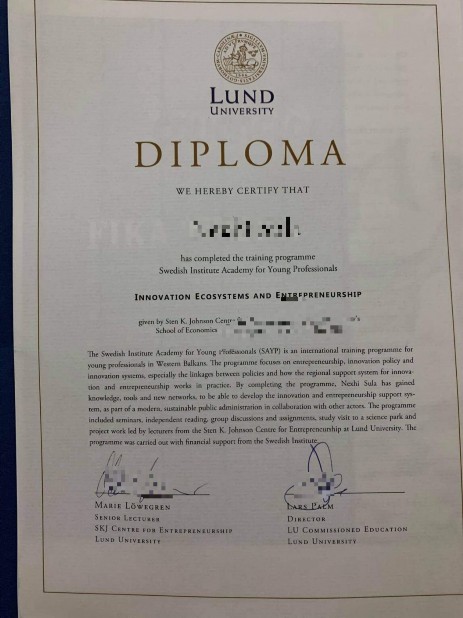 LUND
UNIVERSITY
DIPLOMA
WE HEREBY CERTIFY THAT
has completed the training programme
Swedish Institute Academy for Young Professionals
INNOVATION ECOSYSTEMS AND ENTREPRENEURSHIP
given by Sten K. Johnson
School of Economics
The Swedish Institute Academy for Young Professionals (SAYP) is an international training programme for
young professionals in Western Balkans. The programme focuses on entrepreneurship, innovation policy and
innovation systems, especially the linkages between policies and how the regional support system for innova-
tion and entrepreneurship works in practice. By completing the programme, Nexhi Sula has gained
knowledge, tools and new networks, to be able to develop the innovation and entrepreneurship support sys-
tem, as part of a modern, sustainable public administration in collaboration with other actors. The programme
included seminars, independent reading, group discussions and assignments, study visit to a science park and
project work led by lecturers from the Sten K. Johnson Centre for Entrepreneurship at Lund University. The
programme was carried out with financial support from the Swedish Institute.
MARIE LÖWEGREN
SENIOR LECTURER
SKJ CENTRE FOR ENTREPRENEURSHIP
LUND UNIVERSITY
LARS PALM
DIRECTOR
LU COMMISSIONED EDUCATION
LUND UNIVERSITY